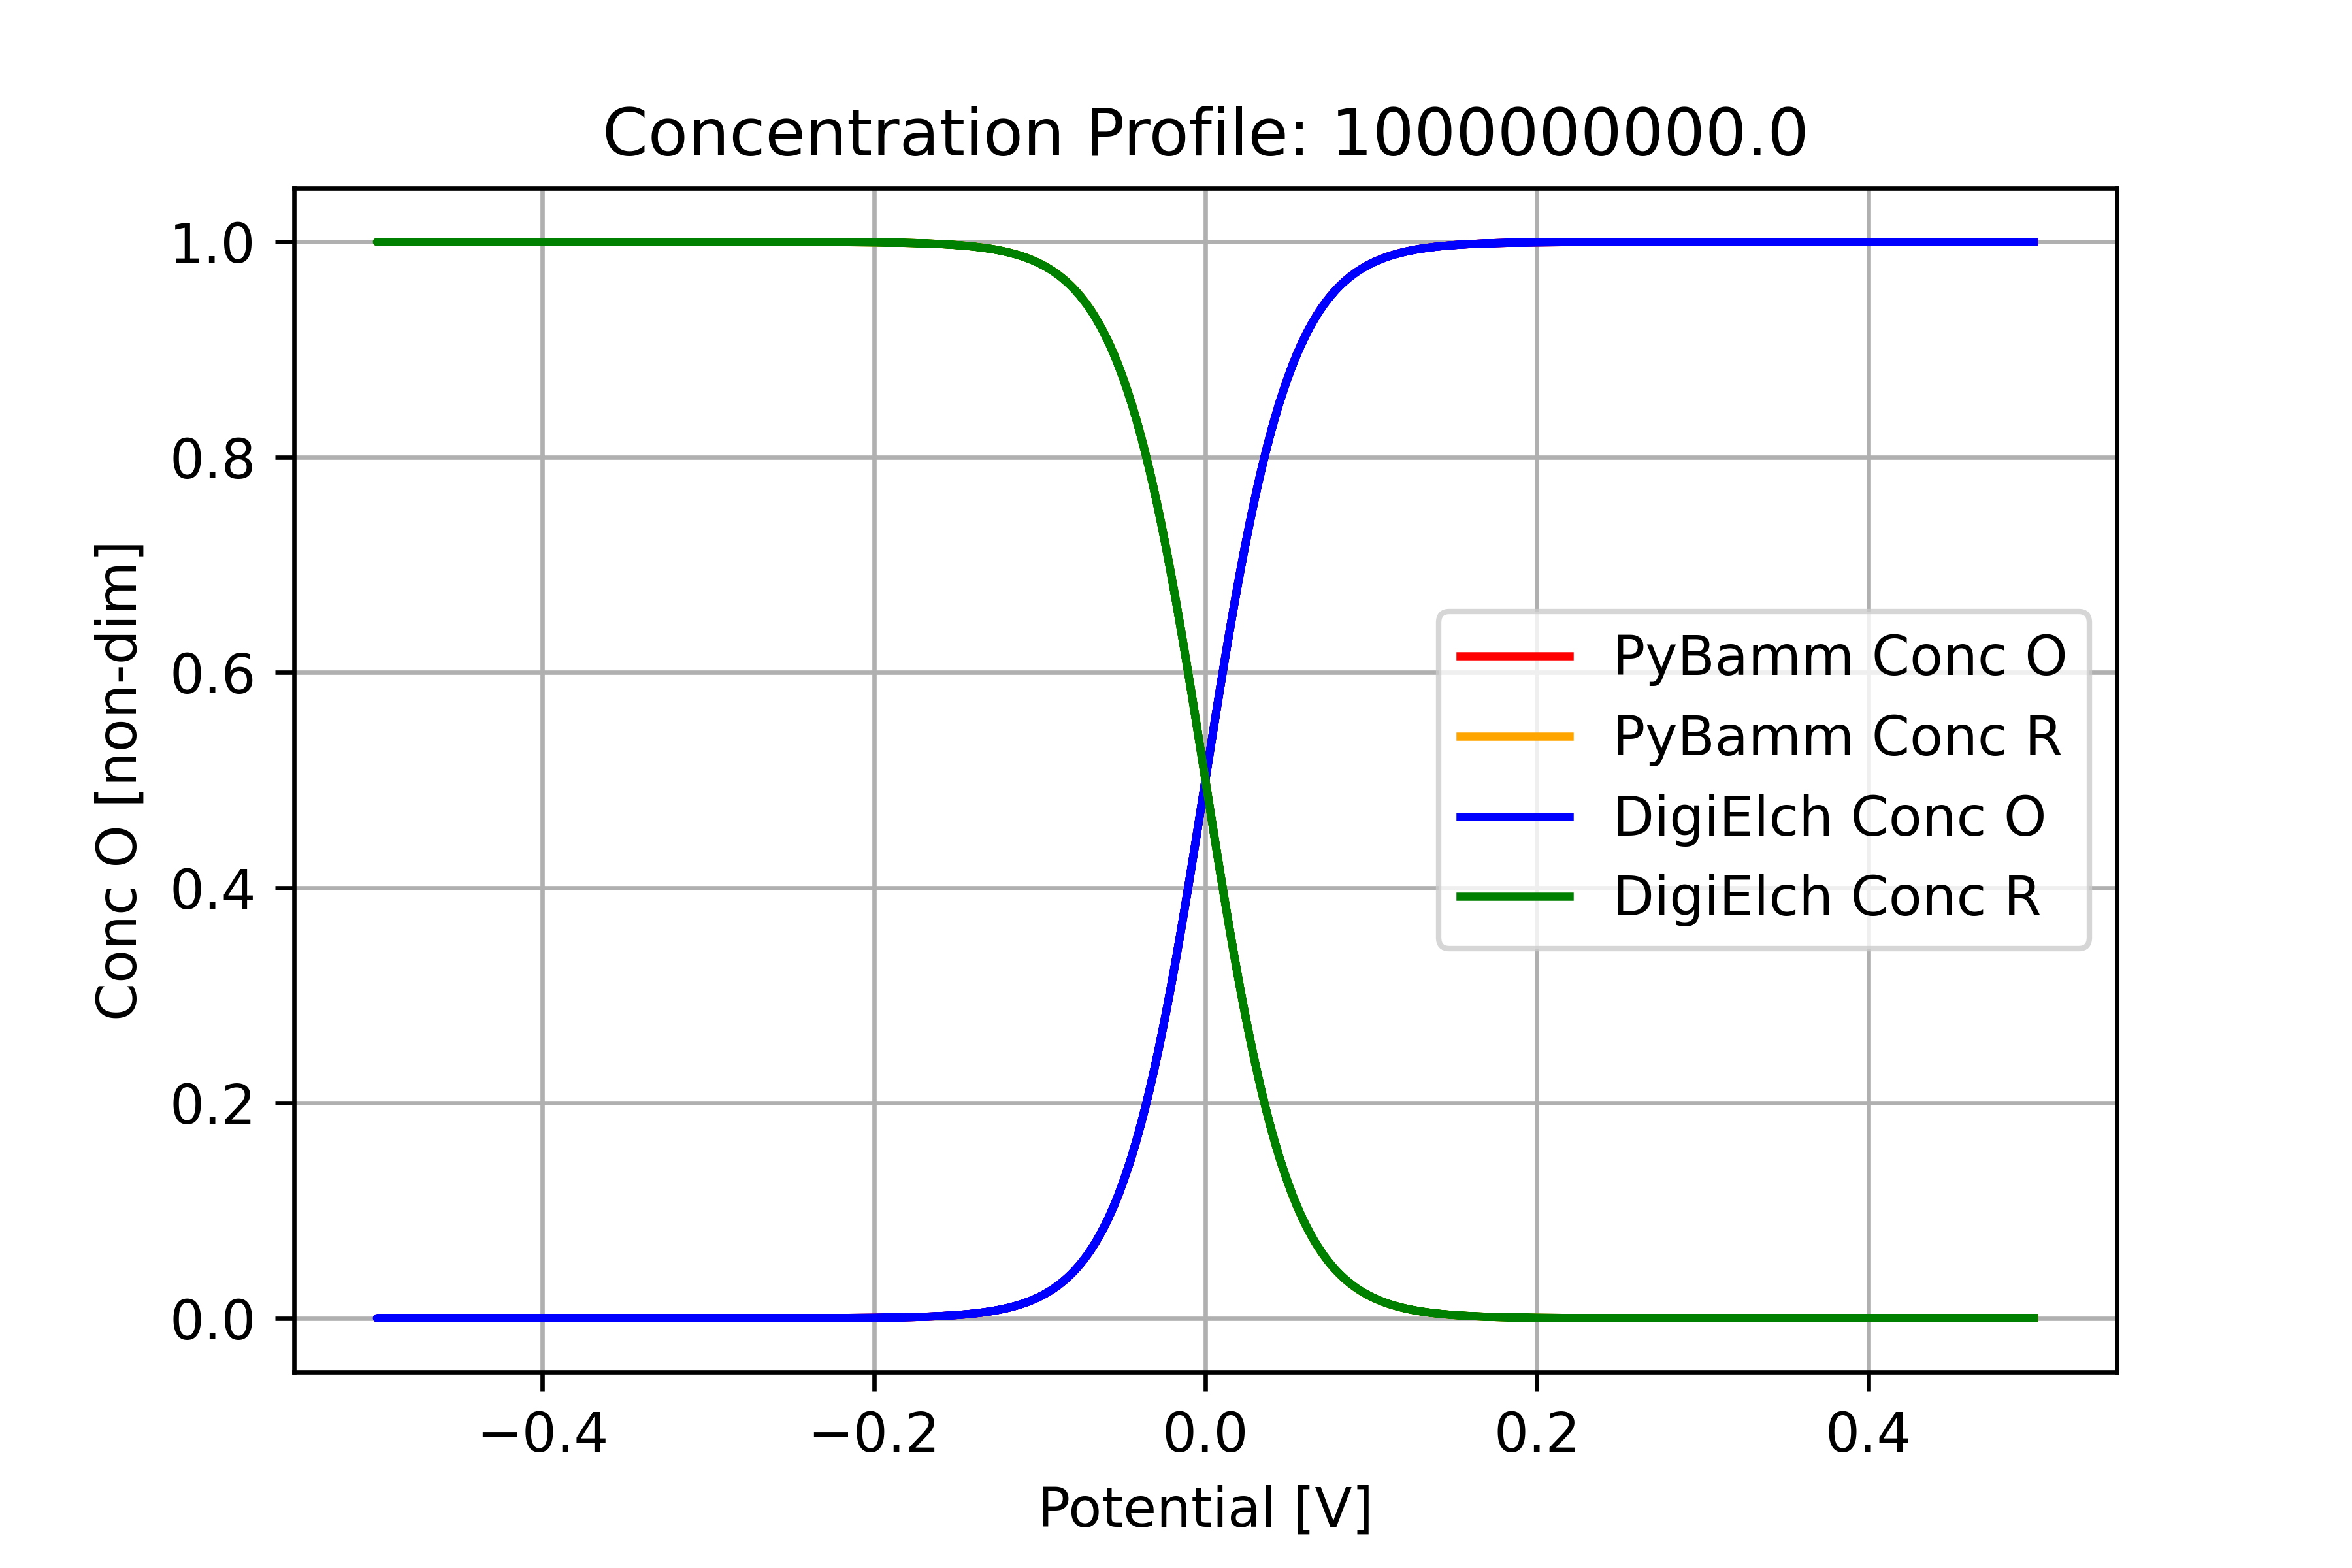 Concentration Profile: 1000000000.0
1.0
0.8
0.6
0.4
0.2
0.0
Conc O [non-dim]
PyBamm Conc O
PyBamm Conc R
DigiElch Conc O
DigiElch Conc R
−0.4 −0.2 0.0 0.2 0.4
Potential [V]